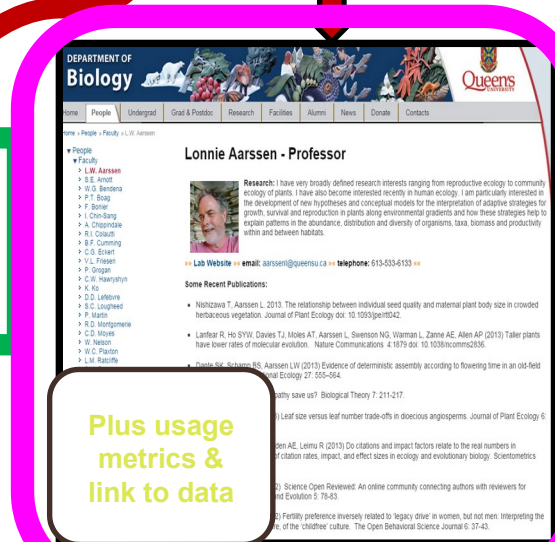 DEPARTMENT OF
Biology
Queen's
UNIVERSITY
Home People Undergrad Grad & Postdoc Research Facilities Alumni News Donate Contacts
Home » People » Faculty » L.W. Aarssen
People
Faculty
L.W. Aarssen
S.E. Arnott
W.G. Bendena
P.T. Boag
F. Bonier
I. Chin-Sang
A. Chippindale
R.I. Colautti
B.F. Cumming
C.G. Eckert
V.L. Friesen
P. Grogan
C.W. Hawryshyn
K. Ko
D.D. Lefebvre
S.C. Lougheed
P. Martin
R.D. Montgomerie
C.D. Moyes
W. Nelson
W.C. Plaxton
L.M. Ratcliffe
Lonnie Aarssen - Professor
Research: I have very broadly defined research interests ranging from reproductive ecology to community
ecology of plants. I have also become interested recently in human ecology. I am particularly interested in
the development of new hypotheses and conceptual models for the interpretation of adaptive strategies for
growth, survival and reproduction in plants along environmental gradients and how these strategies help to
explain patterns in the abundance, distribution and diversity of organisms, taxa, biomass and productivity
within and between habitats.
»» Lab Website »» email: aarssenl@queensu.ca »» telephone: 613-533-6133 »»
Some Recent Publications:
Nishizawa T, Aarssen L. 2013. The relationship between individual seed quality and maternal plant body size in crowded
herbaceous vegetation. Journal of Plant Ecology doi: 10.1093/jpe/rtt042.
Lanfear R, Ho SYW, Davies TJ, Moles AT, Aarssen L, Swenson NG, Warman L, Zanne AE, Allen AP (2013) Taller plants
have lower rates of molecular evolution. Nature Communications 4:1879 doi: 10.1038/ncomms2836.
Dante SK, Schamp BS, Aarssen LW (2013) Evidence of deterministic assembly according to flowering time in an old-field
onal Ecology 27: 555–564.
pathy save us? Biological Theory 7: 211-217.
) Leaf size versus leaf number trade-offs in dioecious angiosperms. Journal of Plant Ecology 6:
den AE, Leimu R (2013) Do citations and impact factors relate to the real numbers in
f citation rates, impact, and effect sizes in ecology and evolutionary biology. Scientometrics
2) Science Open Reviewed: An online community connecting authors with reviewers for
nd Evolution 5: 78-83.
2) Fertility preference inversely related to 'legacy drive' in women, but not men: Interpreting the
re, of the 'childfree' culture. The Open Behavioral Science Journal 6: 37-43.
Plus usage
metrics &
link to data